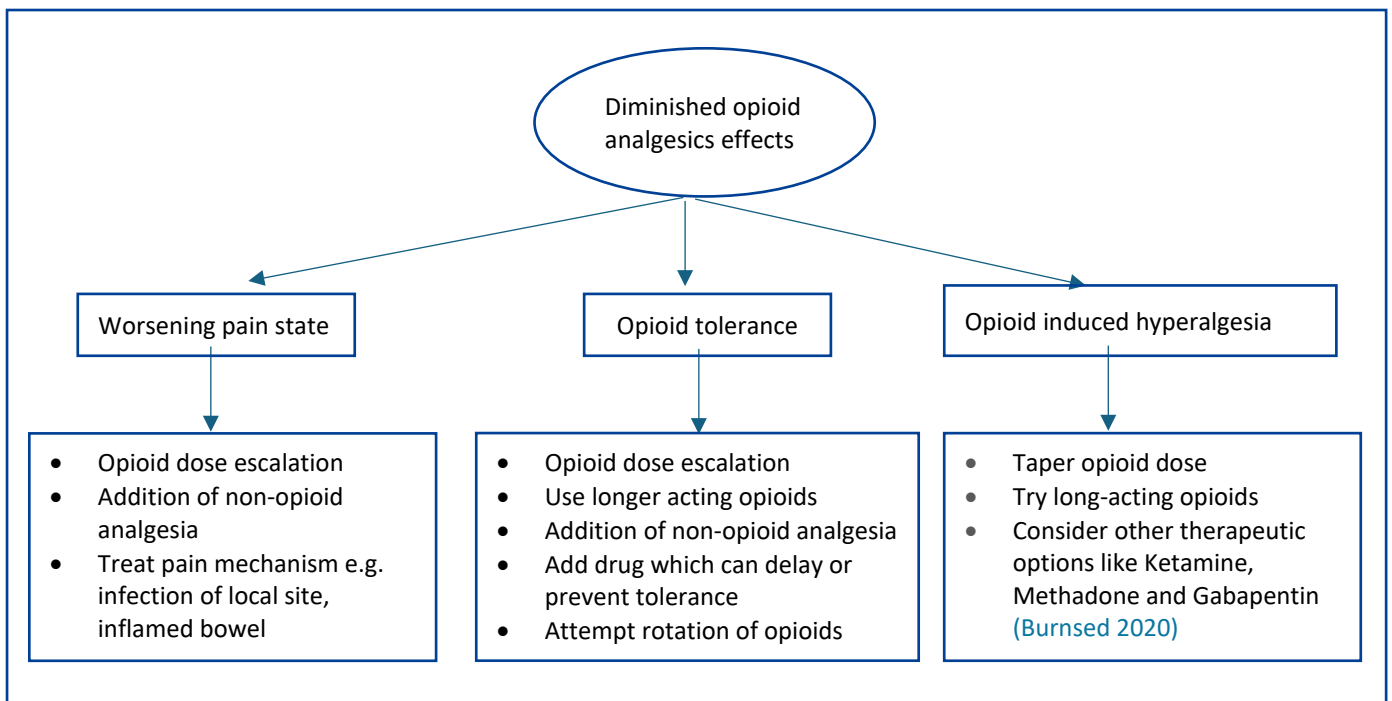 Diminished opioid
analgesics effects
Worsening pain state
Opioid tolerance
Opioid induced hyperalgesia
• Opioid dose escalation
• Addition of non-opioid
analgesia
• Treat pain mechanism e.g.
infection of local site,
inflamed bowel
• Opioid dose escalation
• Use longer acting opioids
• Addition of non-opioid analgesia
• Add drug which can delay or
prevent tolerance
• Attempt rotation of opioids
• Taper opioid dose
• Try long-acting opioids
• Consider other therapeutic
options like Ketamine,
Methadone and Gabapentin
(Burnsed 2020)